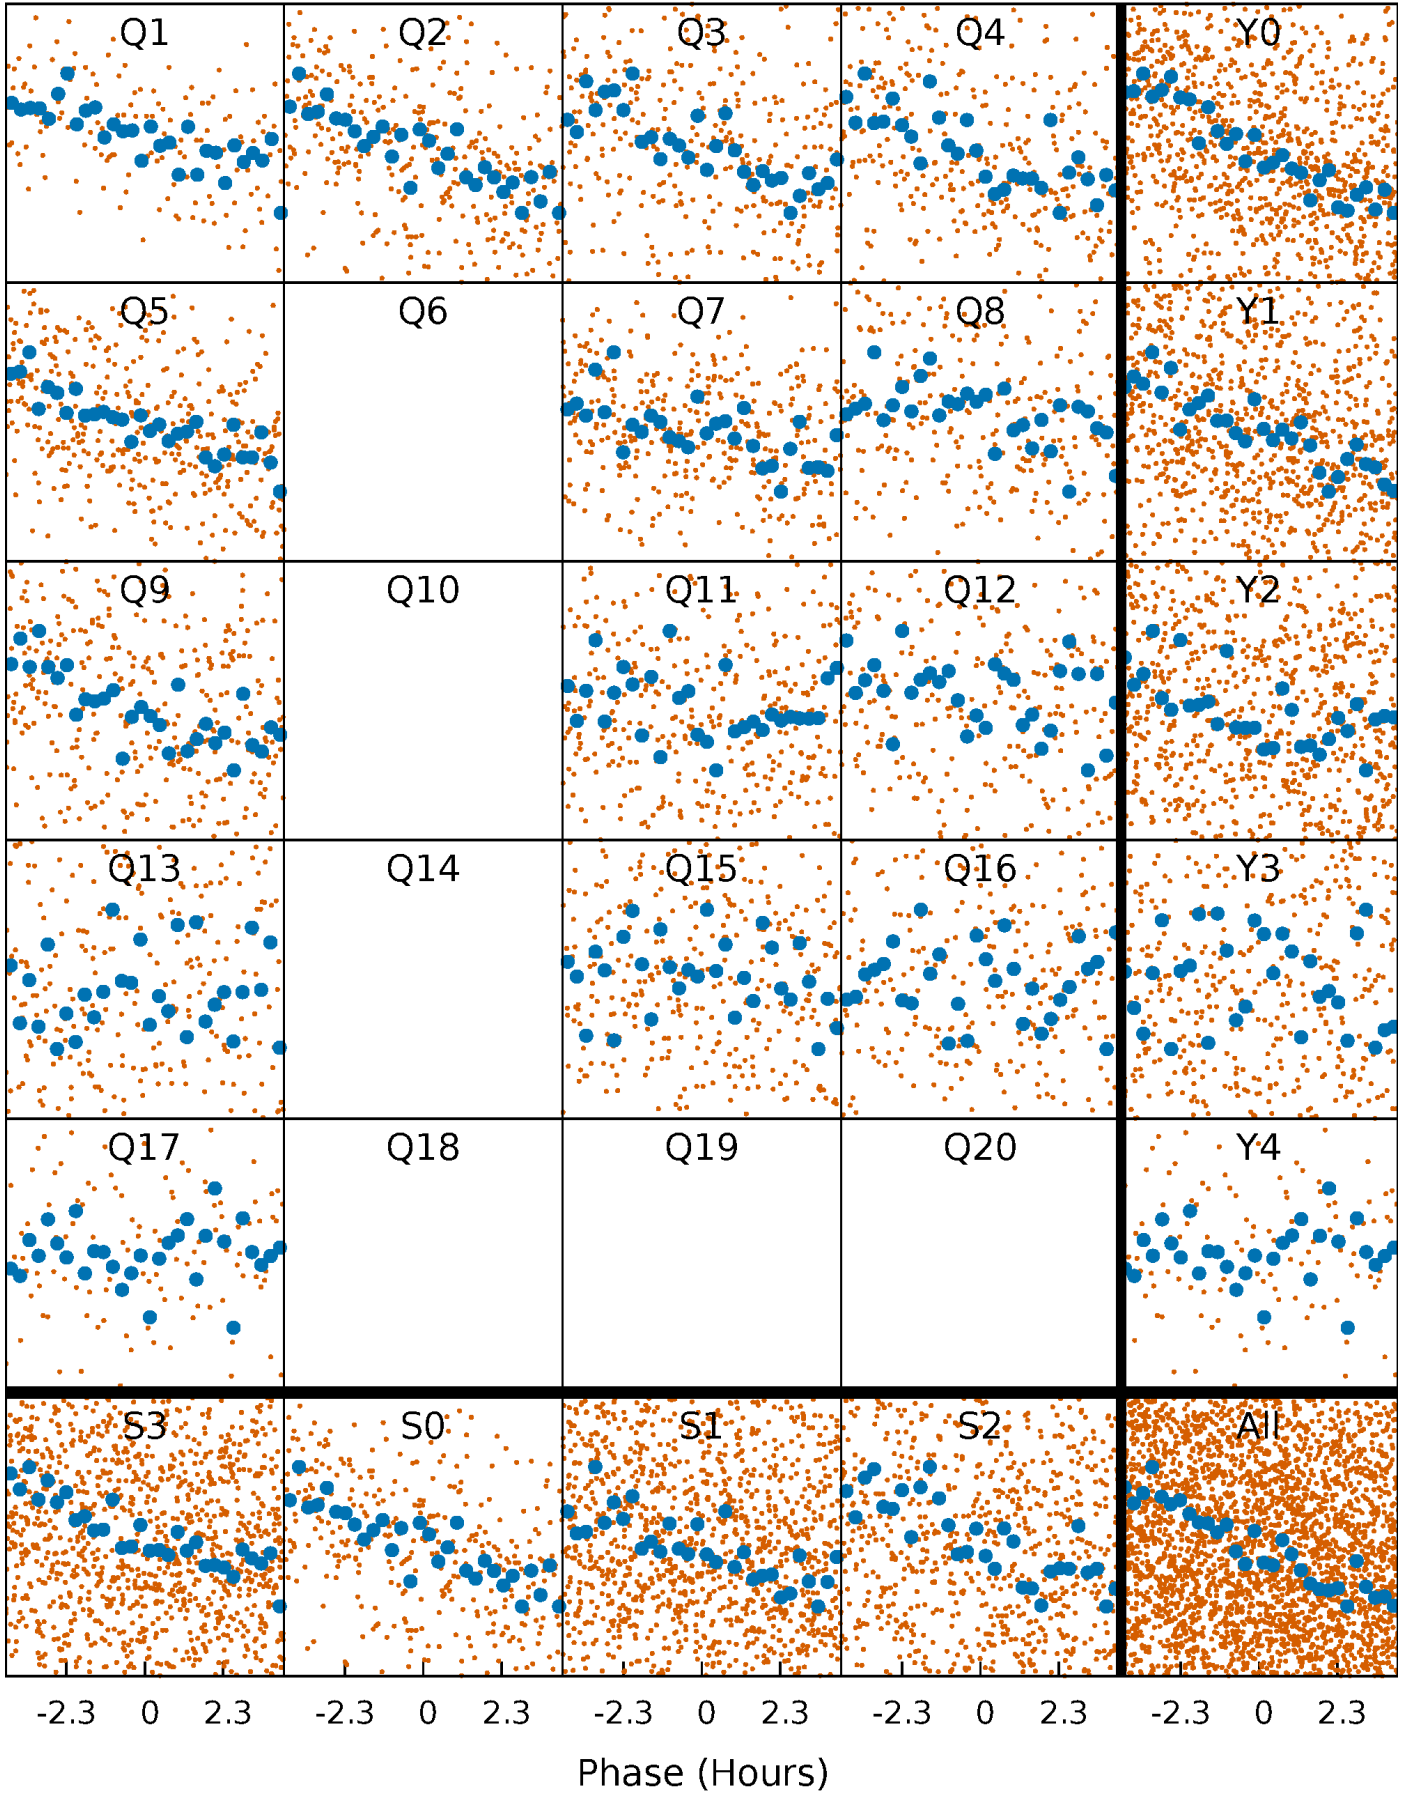 Q1 Q2 Q3 Q4 Y0
Q5 Q6 Q7 Q8 Y1
Q9 Q10 Q11 Q12 Y2
Q13 Q14 Q15 Q16 Y3
Q17 Q18 Q19 Q20 Y4
S3 S0 S1 S2 All
-2.3 0 2.3 -2.3 0 2.3 -2.3 0 2.3 -2.3 0 2.3 -2.3 0 2.3
Phase (Hours)